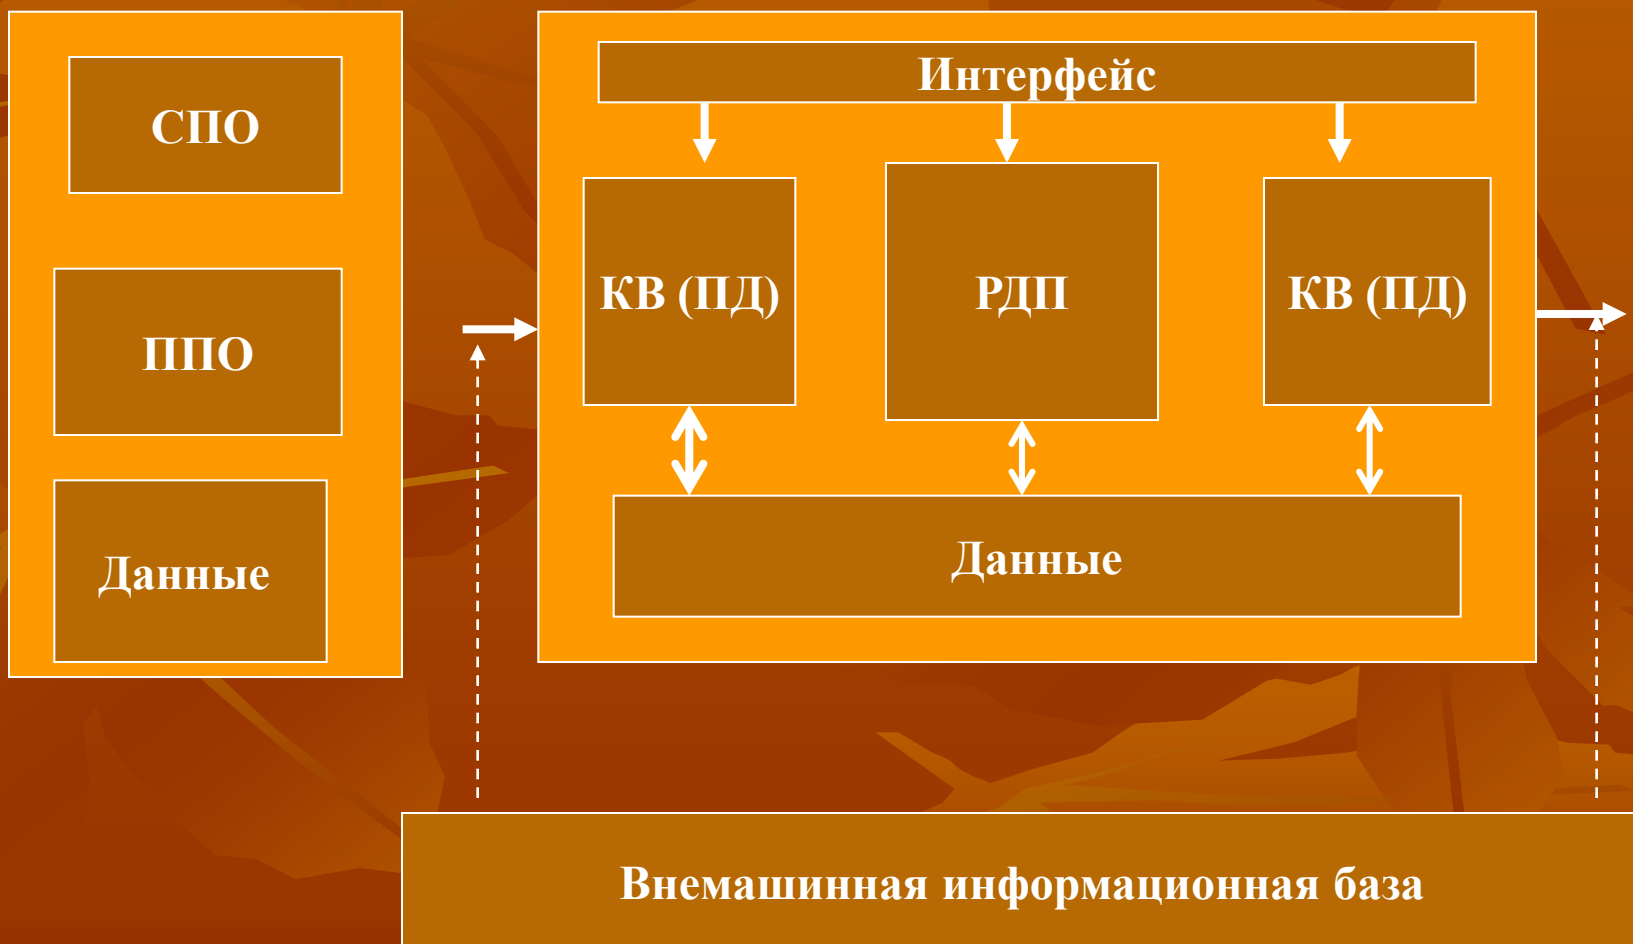 СПО
ППО
Данные
Интерфейс
КВ (ПД)
РДП
КВ (ПД)
Данные
Внемашинная информационная база